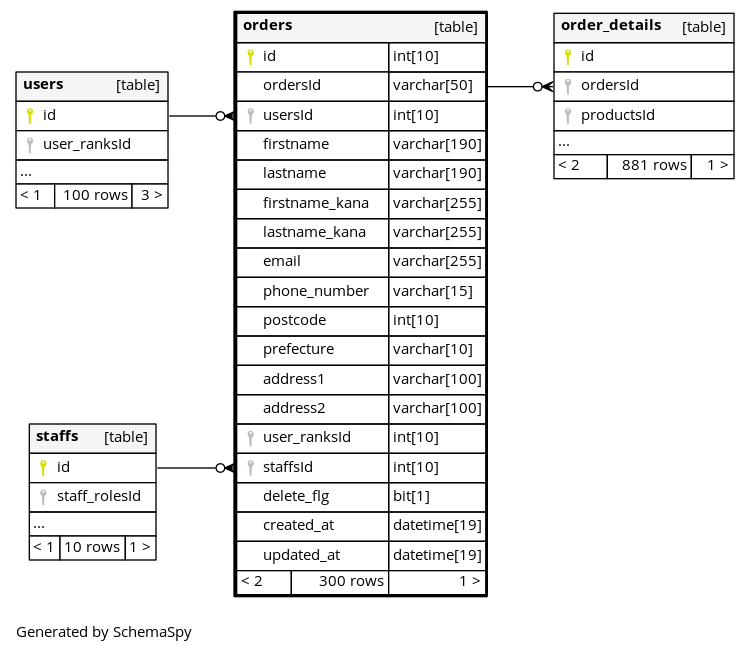 users [table]
id
user_ranksId
...
< 1 100 rows 3 >
staffs [table]
id
staff_rolesId
...
< 1 10 rows 1 >
orders [table]
id int[10]
ordersId varchar[50]
usersId int[10]
firstname varchar[190]
lastname varchar[190]
firstname_kana varchar[255]
lastname_kana varchar[255]
email varchar[255]
phone_number varchar[15]
postcode int[10]
prefecture varchar[10]
address1 varchar[100]
address2 varchar[100]
user_ranksId int[10]
staffsId int[10]
delete_flg bit[1]
created_at datetime[19]
updated_at datetime[19]
< 2 300 rows 1 >
order_details [table]
id
ordersId
productsId
...
< 2 881 rows 1 >
Generated by SchemaSpy